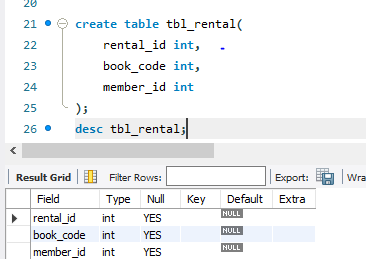 20
21 create table tbl_rental(
22 rental_id int,
23 book_code int,
24 member_id int
25 );
26 desc tbl_rental;
Result Grid Filter Rows: Export: Wra
Field Type Null Key Default Extra
rental_id int YES NULL
book_code int YES NULL
member_id int YES NULL